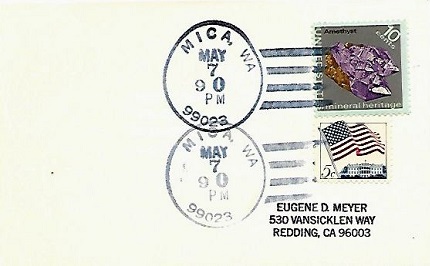 MICA, WA
MAY
7
90
PM
99023
Amethyst
10
cents
mineral heritage
MICA, WA
MAY
7
90
PM
99023
5c
EUGENE D. MEYER
530 VANSICKLEN WAY
REDDING, CA 96003